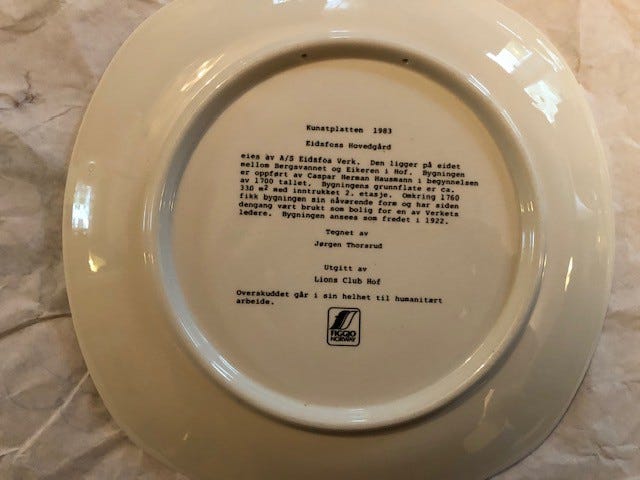 Kunstplatten 1983
Eidsfoss Hovedgård
eies av A/S Eidsfos Verk. Den ligger på eidet
mellom Bergsvannet og Eikeren i Hof. Bygningen
er oppført av Caspar Herman Hausmann i begynnelsen
av 1700 tallet. Bygningens grunnflate er ca.
330 m² med inntrukket 2. etasje. Omkring 1760
fikk bygningen sin nåværende form og har siden
dengang vært brukt som bolig for en av Verkets
ledere. Bygningen ansees som fredet i 1922.
Tegnet av
Jørgen Thorsrud
Utgitt av
Lions Club Hof
Overskuddet går i sin helhet til humanitært
arbeide.
FIGGJO
NORWAY